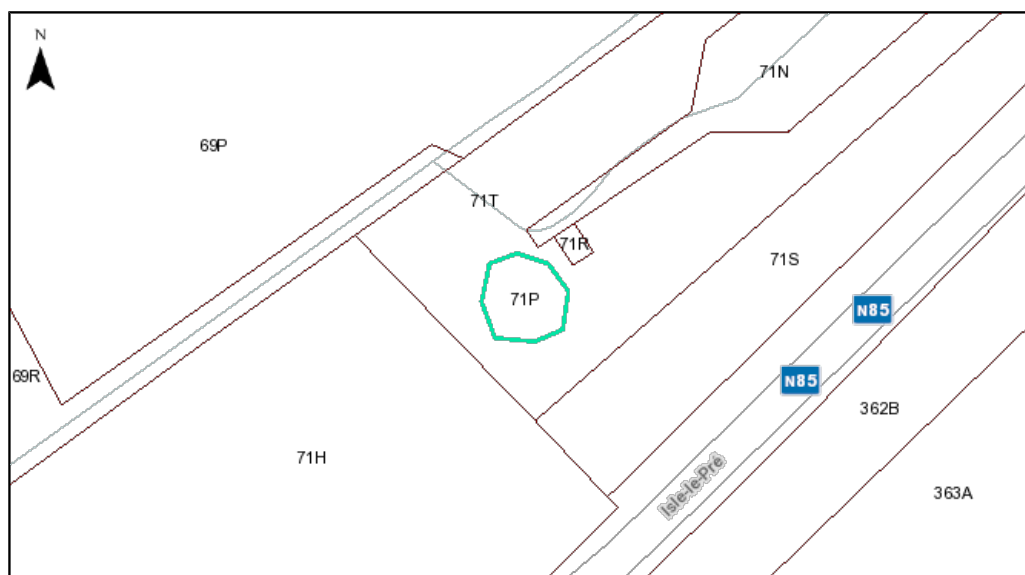 N
71N
69P
71T
71R
71S
71P
N85
69R
N85
362B
71H
Isle-le-Pré
363A